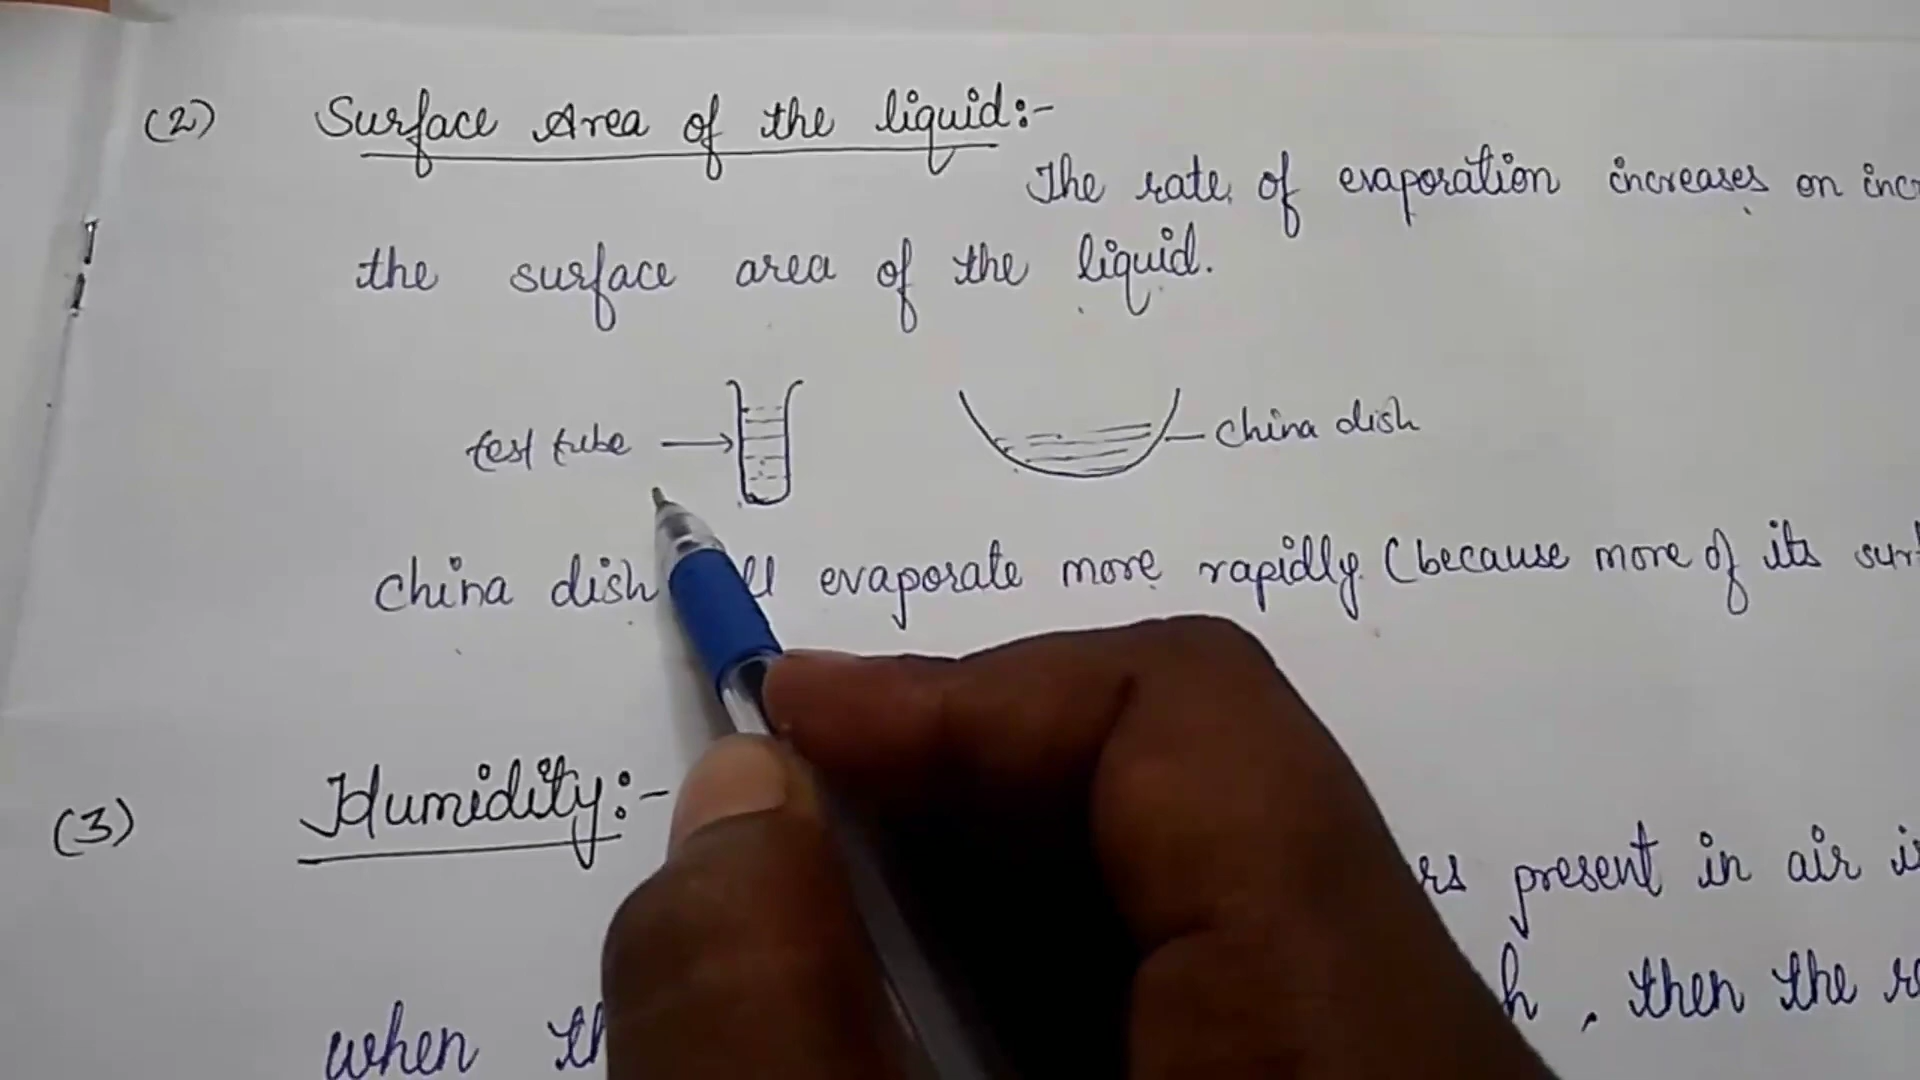 (2) Surface Area of the liquid:-
The rate of evaporation increases on
the surface area of the liquid.
test tube
china dish
china dish evaporate more rapidly (because more of its
(3) Humidity:-
present in air
when
, then the